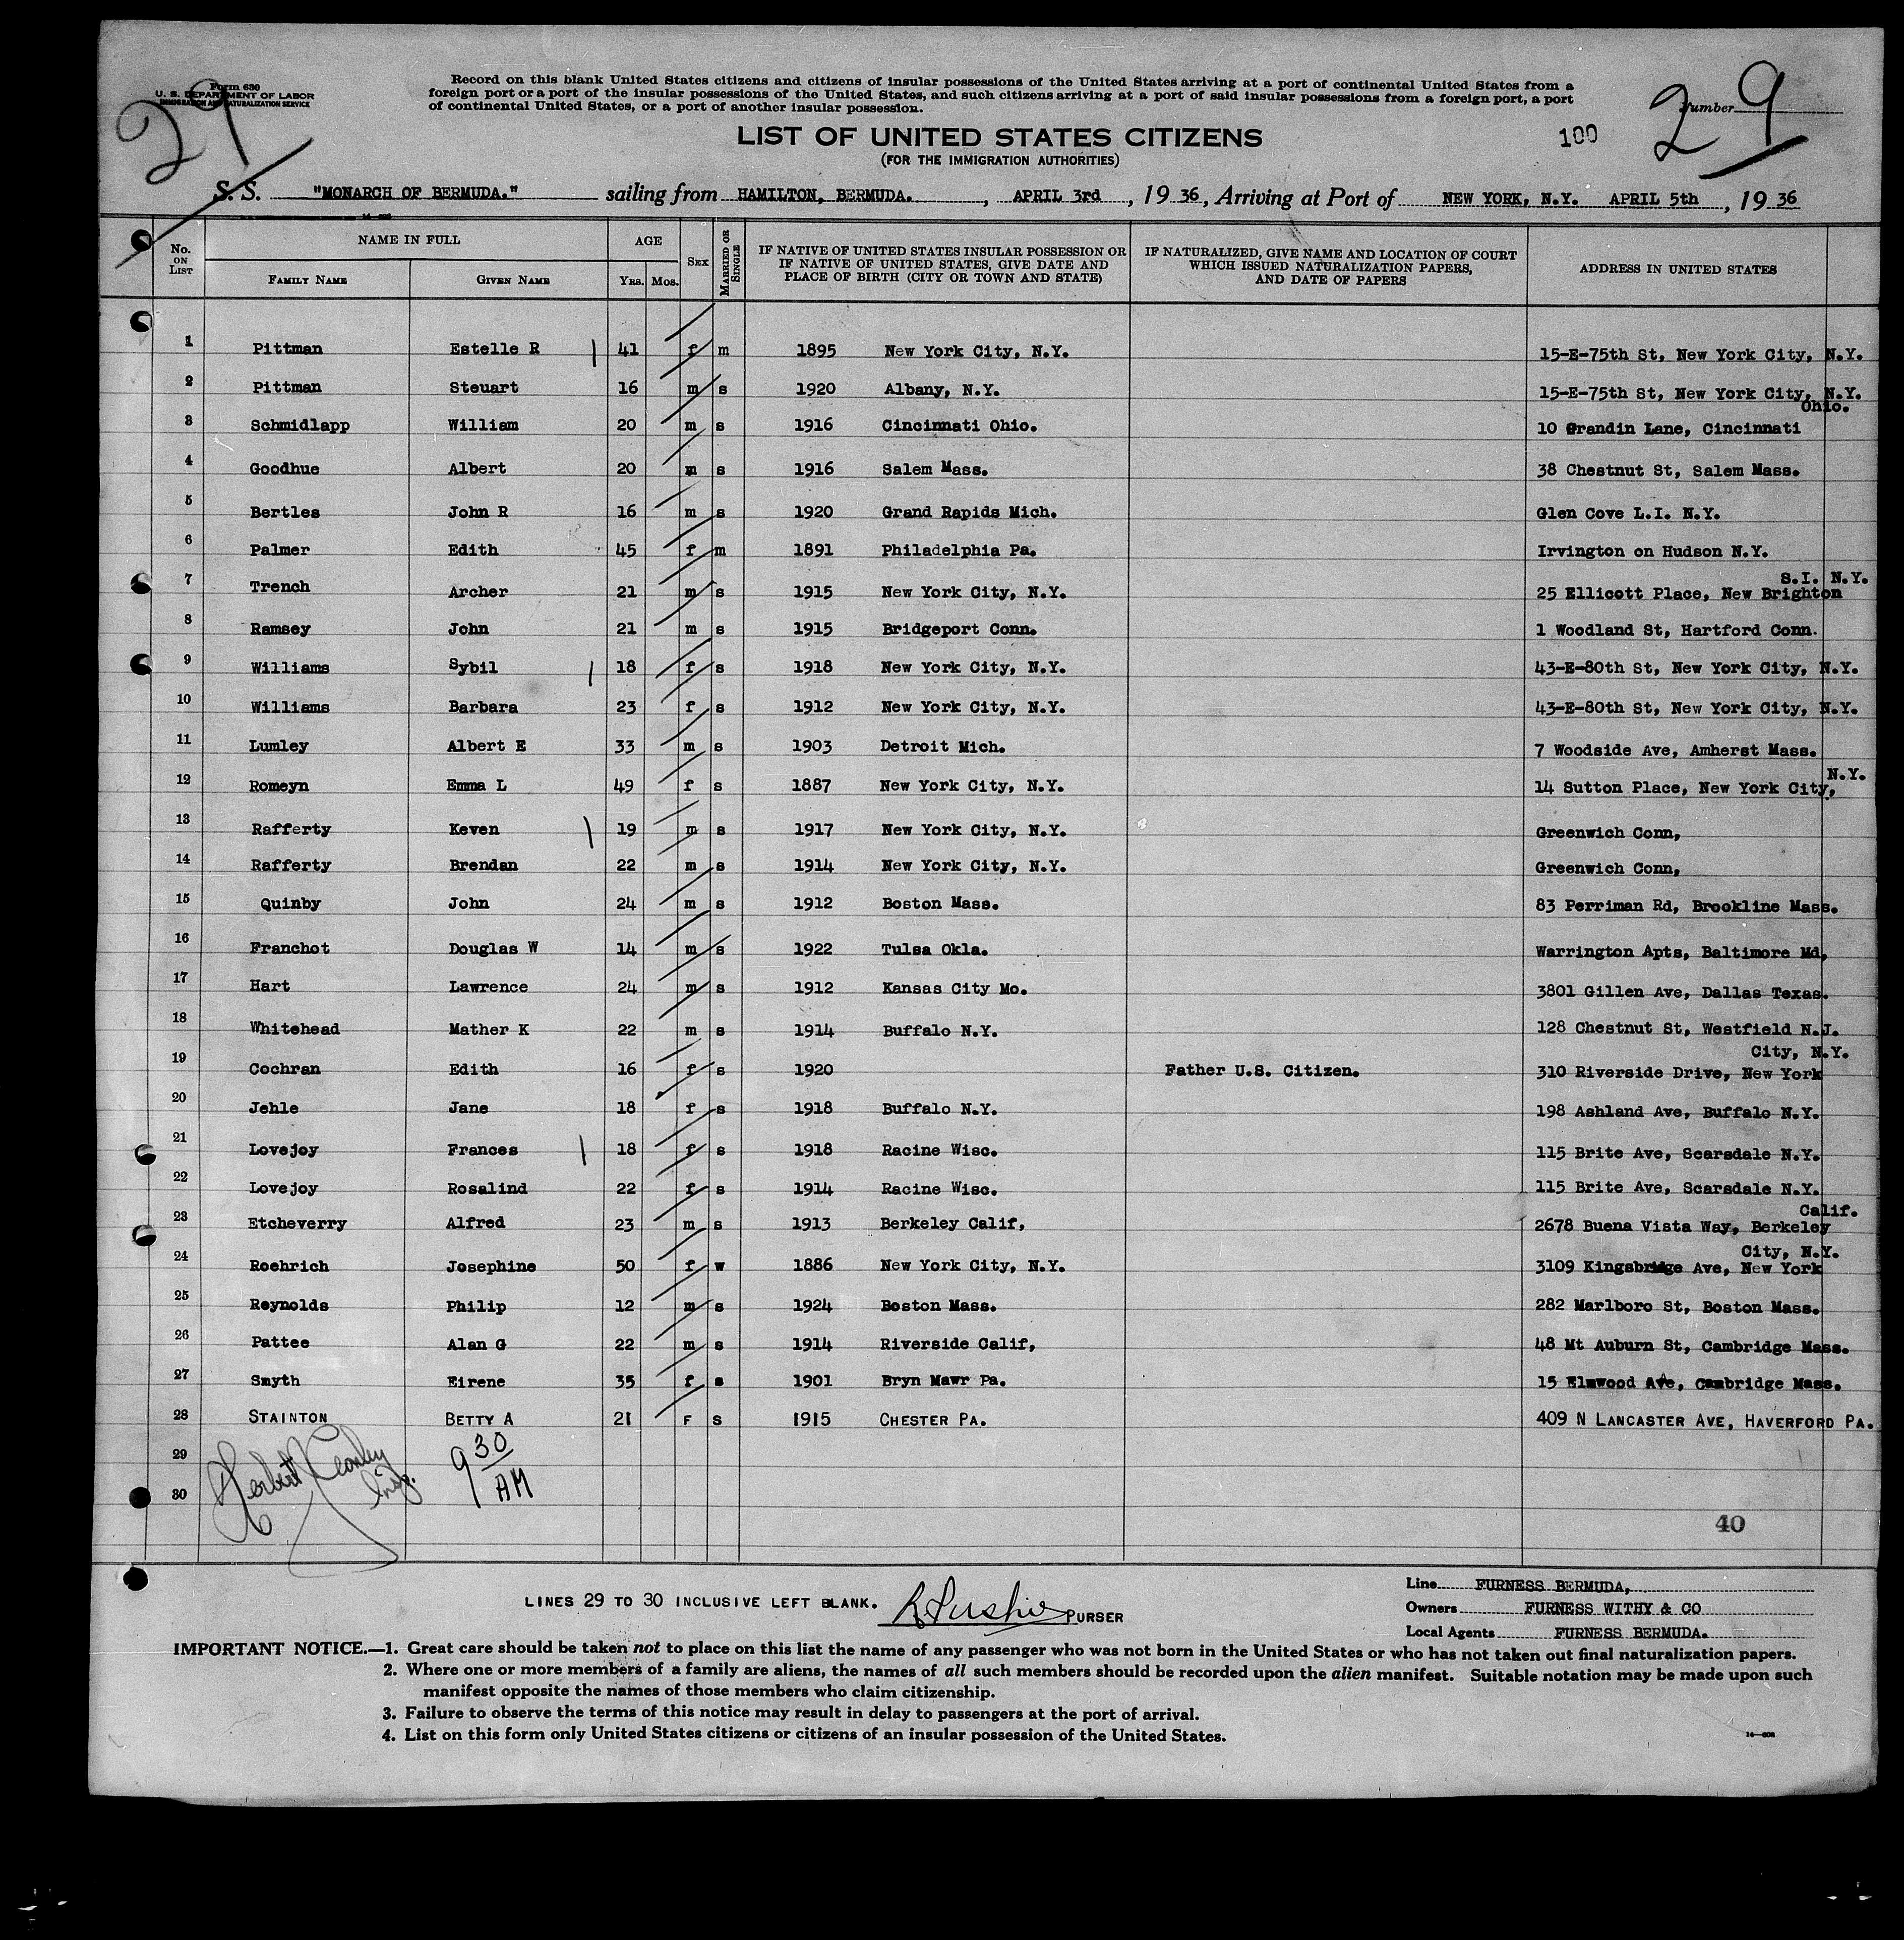 29
Form 630
U. S. DEPARTMENT OF LABOR
IMMIGRATION AND NATURALIZATION SERVICE
Record on this blank United States citizens and citizens of insular possessions of the United States arriving at a port of continental United States from a
foreign port or a port of the insular possessions of the United States, and such citizens arriving at a port of said insular possessions from a foreign port, a port
of continental United States, or a port of another insular possession.
Number 29
LIST OF UNITED STATES CITIZENS
100
(FOR THE IMMIGRATION AUTHORITIES)
S. S. "MONARCH OF BERMUDA." sailing from HAMILTON, BERMUDA. , APRIL 3rd , 19 36, Arriving at Port of NEW YORK, N.Y. APRIL 5th , 19 36
No. ON LIST NAME IN FULL AGE SEX MARRIED OR SINGLE IF NATIVE OF UNITED STATES INSULAR POSSESSION OR IF NATIVE OF UNITED STATES, GIVE DATE AND PLACE OF BIRTH (CITY OR TOWN AND STATE) IF NATURALIZED, GIVE NAME AND LOCATION OF COURT WHICH ISSUED NATURALIZATION PAPERS, AND DATE OF PAPERS ADDRESS IN UNITED STATES
FAMILY NAME GIVEN NAME YRS. MOS.
1 Pittman Estelle R 41 f m 1895 New York City, N.Y. 15-E-75th St, New York City, N.Y.
2 Pittman Steuart 16 m s 1920 Albany, N.Y. 15-E-75th St, New York City, N.Y.
3 Schmidlapp William 20 m s 1916 Cincinnati Ohio. 10 Grandin Lane, Cincinnati Ohio.
4 Goodhue Albert 20 m s 1916 Salem Mass. 38 Chestnut St, Salem Mass.
5 Bertles John R 16 m s 1920 Grand Rapids Mich. Glen Cove L.I. N.Y.
6 Palmer Edith 45 f m 1891 Philadelphia Pa. Irvington on Hudson N.Y.
7 Trench Archer 21 m s 1915 New York City, N.Y. 25 Ellicott Place, New Brighton S.I. N.Y.
8 Ramsey John 21 m s 1915 Bridgeport Conn. 1 Woodland St, Hartford Conn.
9 Williams Sybil 18 f s 1918 New York City, N.Y. 43-E-80th St, New York City, N.Y.
10 Williams Barbara 23 f s 1912 New York City, N.Y. 43-E-80th St, New York City, N.Y.
11 Lumley Albert E 33 m s 1903 Detroit Mich. 7 Woodside Ave, Amherst Mass.
12 Romeyn Emma L 49 f s 1887 New York City, N.Y. 14 Sutton Place, New York City, N.Y.
13 Rafferty Keven 19 m s 1917 New York City, N.Y. Greenwich Conn,
14 Rafferty Brendan 22 m s 1914 New York City, N.Y. Greenwich Conn,
15 Quinby John 24 m s 1912 Boston Mass. 83 Perriman Rd, Brookline Mass.
16 Franchot Douglas W 14 m s 1922 Tulsa Okla. Warrington Apts, Baltimore Md,
17 Hart Lawrence 24 m s 1912 Kansas City Mo. 3801 Gillen Ave, Dallas Texas.
18 Whitehead Mather K 22 m s 1914 Buffalo N.Y. 128 Chestnut St, Westfield N.J.
19 Cochran Edith 16 f s 1920 Father U.S. Citizen. 310 Riverside Drive, New York City, N.Y.
20 Jehle Jane 18 f s 1918 Buffalo N.Y. 198 Ashland Ave, Buffalo N.Y.
21 Lovejoy Frances 18 f s 1918 Racine Wisc. 115 Brite Ave, Scarsdale N.Y.
22 Lovejoy Rosalind 22 f s 1914 Racine Wisc. 115 Brite Ave, Scarsdale N.Y.
23 Etcheverry Alfred 23 m s 1913 Berkeley Calif, 2678 Buena Vista Way, Berkeley Calif.
24 Roehrich Josephine 50 f w 1886 New York City, N.Y. 3109 Kingsbridge Ave, New York City, N.Y.
25 Reynolds Philip 12 m s 1924 Boston Mass. 282 Marlboro St, Boston Mass.
26 Pattee Alan G 22 m s 1914 Riverside Calif, 48 Mt Auburn St, Cambridge Mass.
27 Smyth Eirene 35 f s 1901 Bryn Mawr Pa. 15 Elmwood Ave, Cambridge Mass.
28 STAINTON BETTY A 21 F S 1915 CHESTER PA. 409 N LANCASTER AVE, HAVERFORD PA.
29
30
Herbert Insp.
9 30 AM
40
LINES 29 TO 30 INCLUSIVE LEFT BLANK. PURSER
Line FURNESS BERMUDA,
Owners FURNESS WITHY & CO
Local Agents FURNESS BERMUDA.
IMPORTANT NOTICE.—1. Great care should be taken not to place on this list the name of any passenger who was not born in the United States or who has not taken out final naturalization papers.
2. Where one or more members of a family are aliens, the names of all such members should be recorded upon the alien manifest. Suitable notation may be made upon such
manifest opposite the names of those members who claim citizenship.
3. Failure to observe the terms of this notice may result in delay to passengers at the port of arrival.
4. List on this form only United States citizens or citizens of an insular possession of the United States.